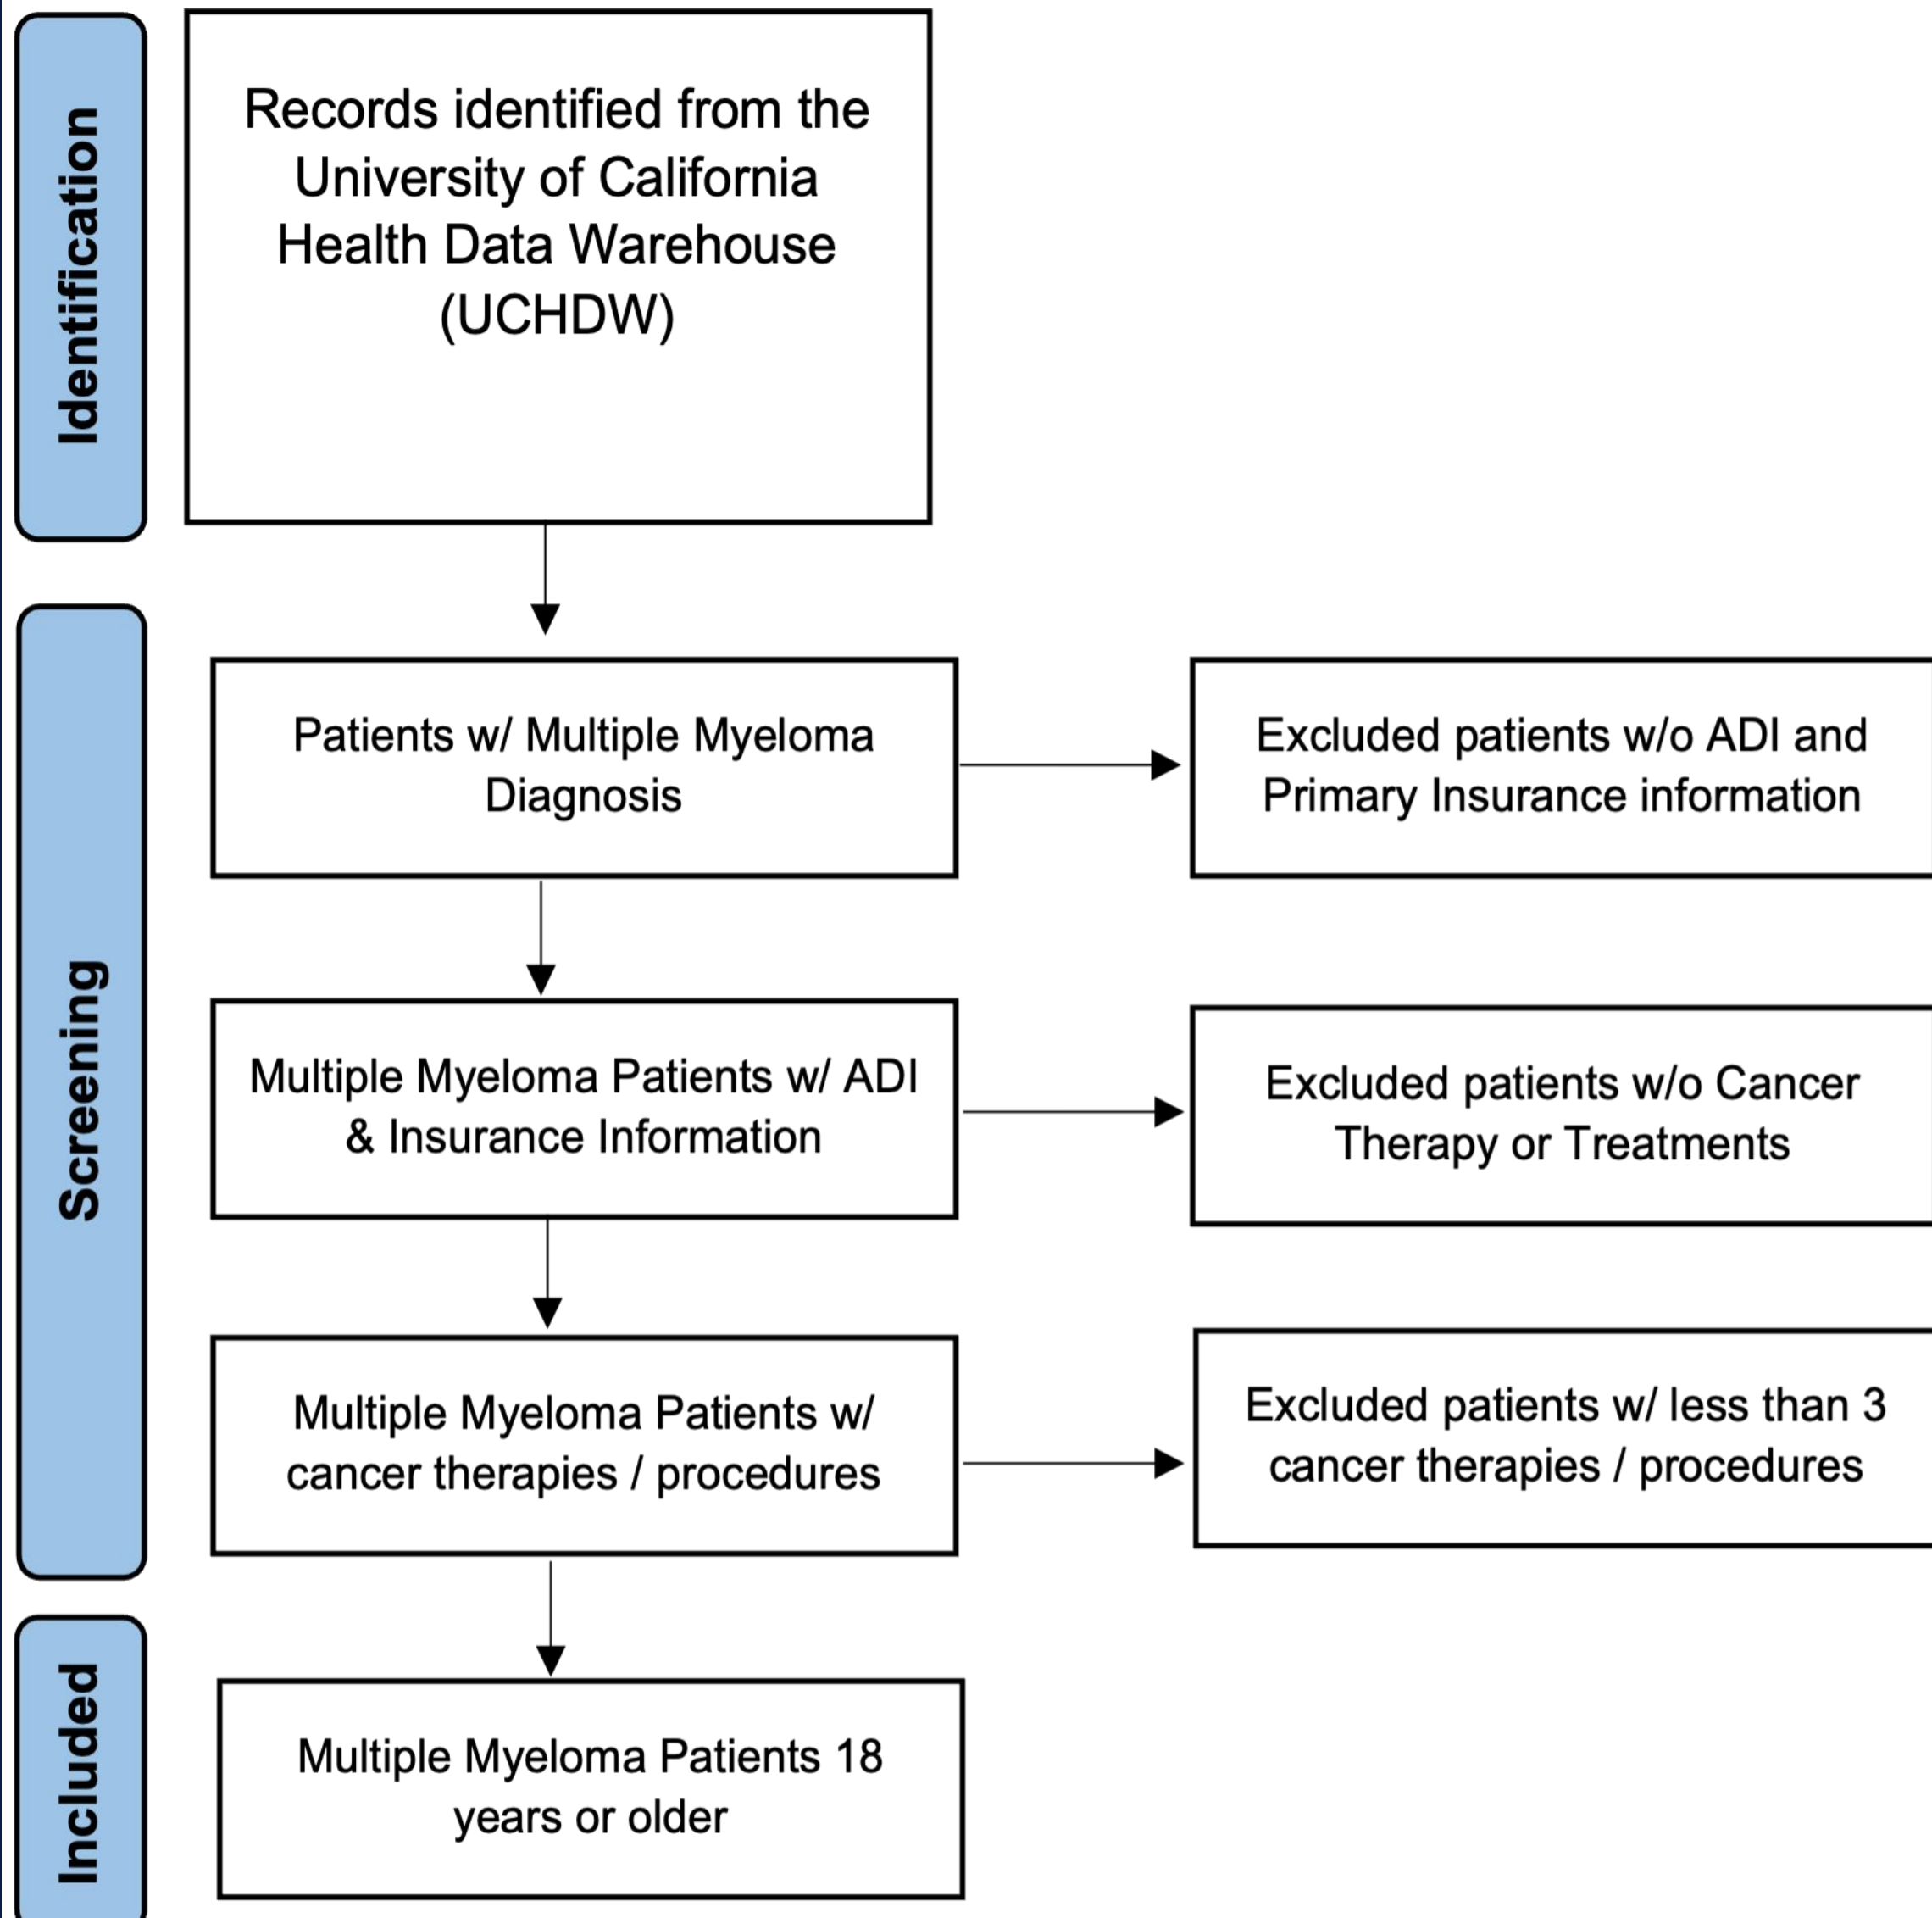 Identification
Records identified from the
University of California
Health Data Warehouse
(UCHDW)
Screening
Patients w/ Multiple Myeloma
Diagnosis
Excluded patients w/o ADI and
Primary Insurance information
Multiple Myeloma Patients w/ ADI
& Insurance Information
Excluded patients w/o Cancer
Therapy or Treatments
Multiple Myeloma Patients w/
cancer therapies / procedures
Excluded patients w/ less than 3
cancer therapies / procedures
Included
Multiple Myeloma Patients 18
years or older